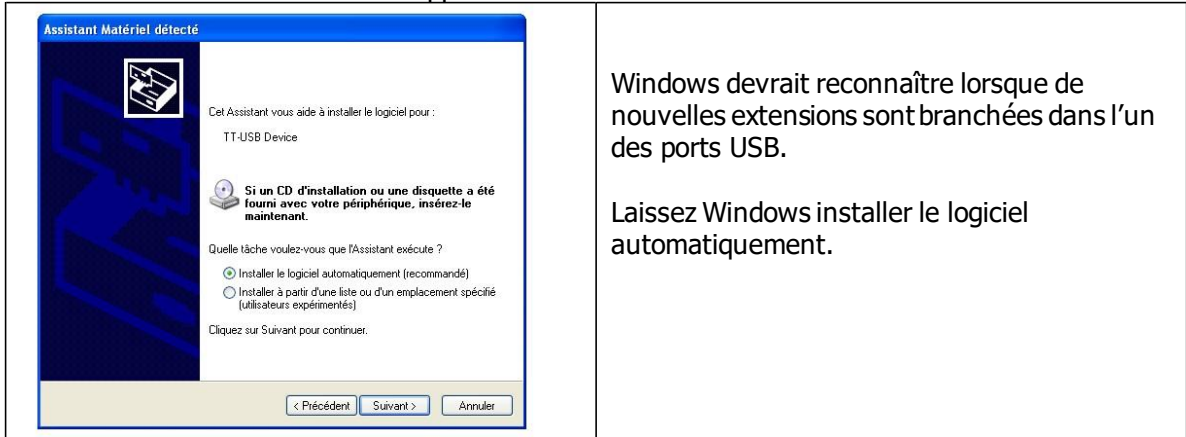 Assistant Matériel détecté
Cet Assistant vous aide à installer le logiciel pour :
TT-USB Device
Si un CD d'installation ou une disquette a été
fourni avec votre périphérique, insérez-le
maintenant.
Quelle tâche voulez-vous que l'Assistant exécute ?
Installer le logiciel automatiquement (recommandé)
Installer à partir d'une liste ou d'un emplacement spécifié
(utilisateurs expérimentés)
Cliquez sur Suivant pour continuer.
< Précédent Suivant > Annuler
Windows devrait reconnaître lorsque de
nouvelles extensions sont branchées dans l’un
des ports USB.
Laissez Windows installer le logiciel
automatiquement.